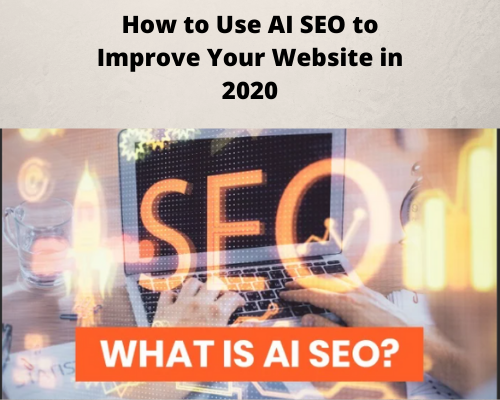 How to Use AI SEO to
Improve Your Website in
2020
SEO
WHAT IS AI SEO?